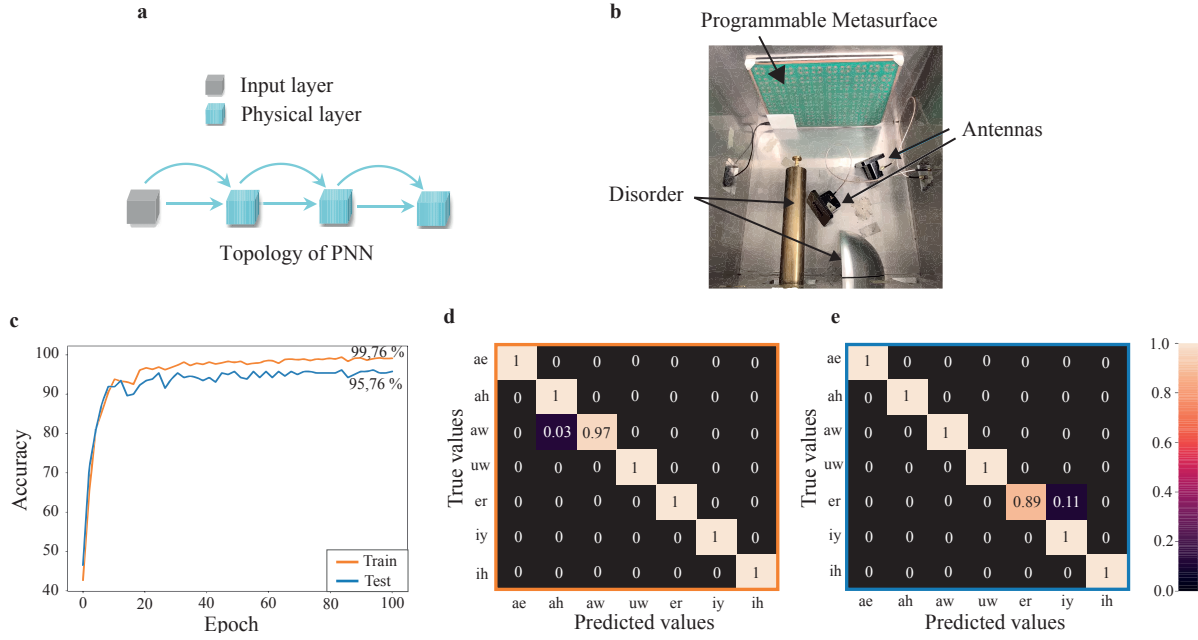 a
Input layer
Physical layer
Topology of PNN
b
Programmable Metasurface
Antennas
Disorder
c
Accuracy
100
90
80
70
60
50
40
99,76 %
95,76 %
Train
Test
0 20 40 60 80 100
Epoch
d
True values
ae 1 0 0 0 0 0 0
ah 0 1 0 0 0 0 0
aw 0 0.03 0.97 0 0 0 0
uw 0 0 0 1 0 0 0
er 0 0 0 0 1 0 0
iy 0 0 0 0 0 1 0
ih 0 0 0 0 0 0 1
ae ah aw uw er iy ih
Predicted values
e
True values
ae 1 0 0 0 0 0 0
ah 0 1 0 0 0 0 0
aw 0 0 1 0 0 0 0
uw 0 0 0 1 0 0 0
er 0 0 0 0 0.89 0.11 0
iy 0 0 0 0 0 1 0
ih 0 0 0 0 0 0 1
ae ah aw uw er iy ih
Predicted values
1.0
0.8
0.6
0.4
0.2
0.0